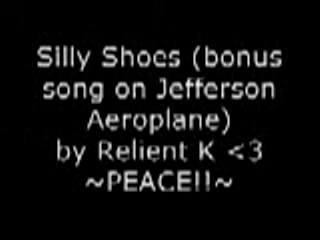 Silly Shoes (bonus
song on Jefferson
Aeroplane)
by Relient K <3
~PEACE!!~